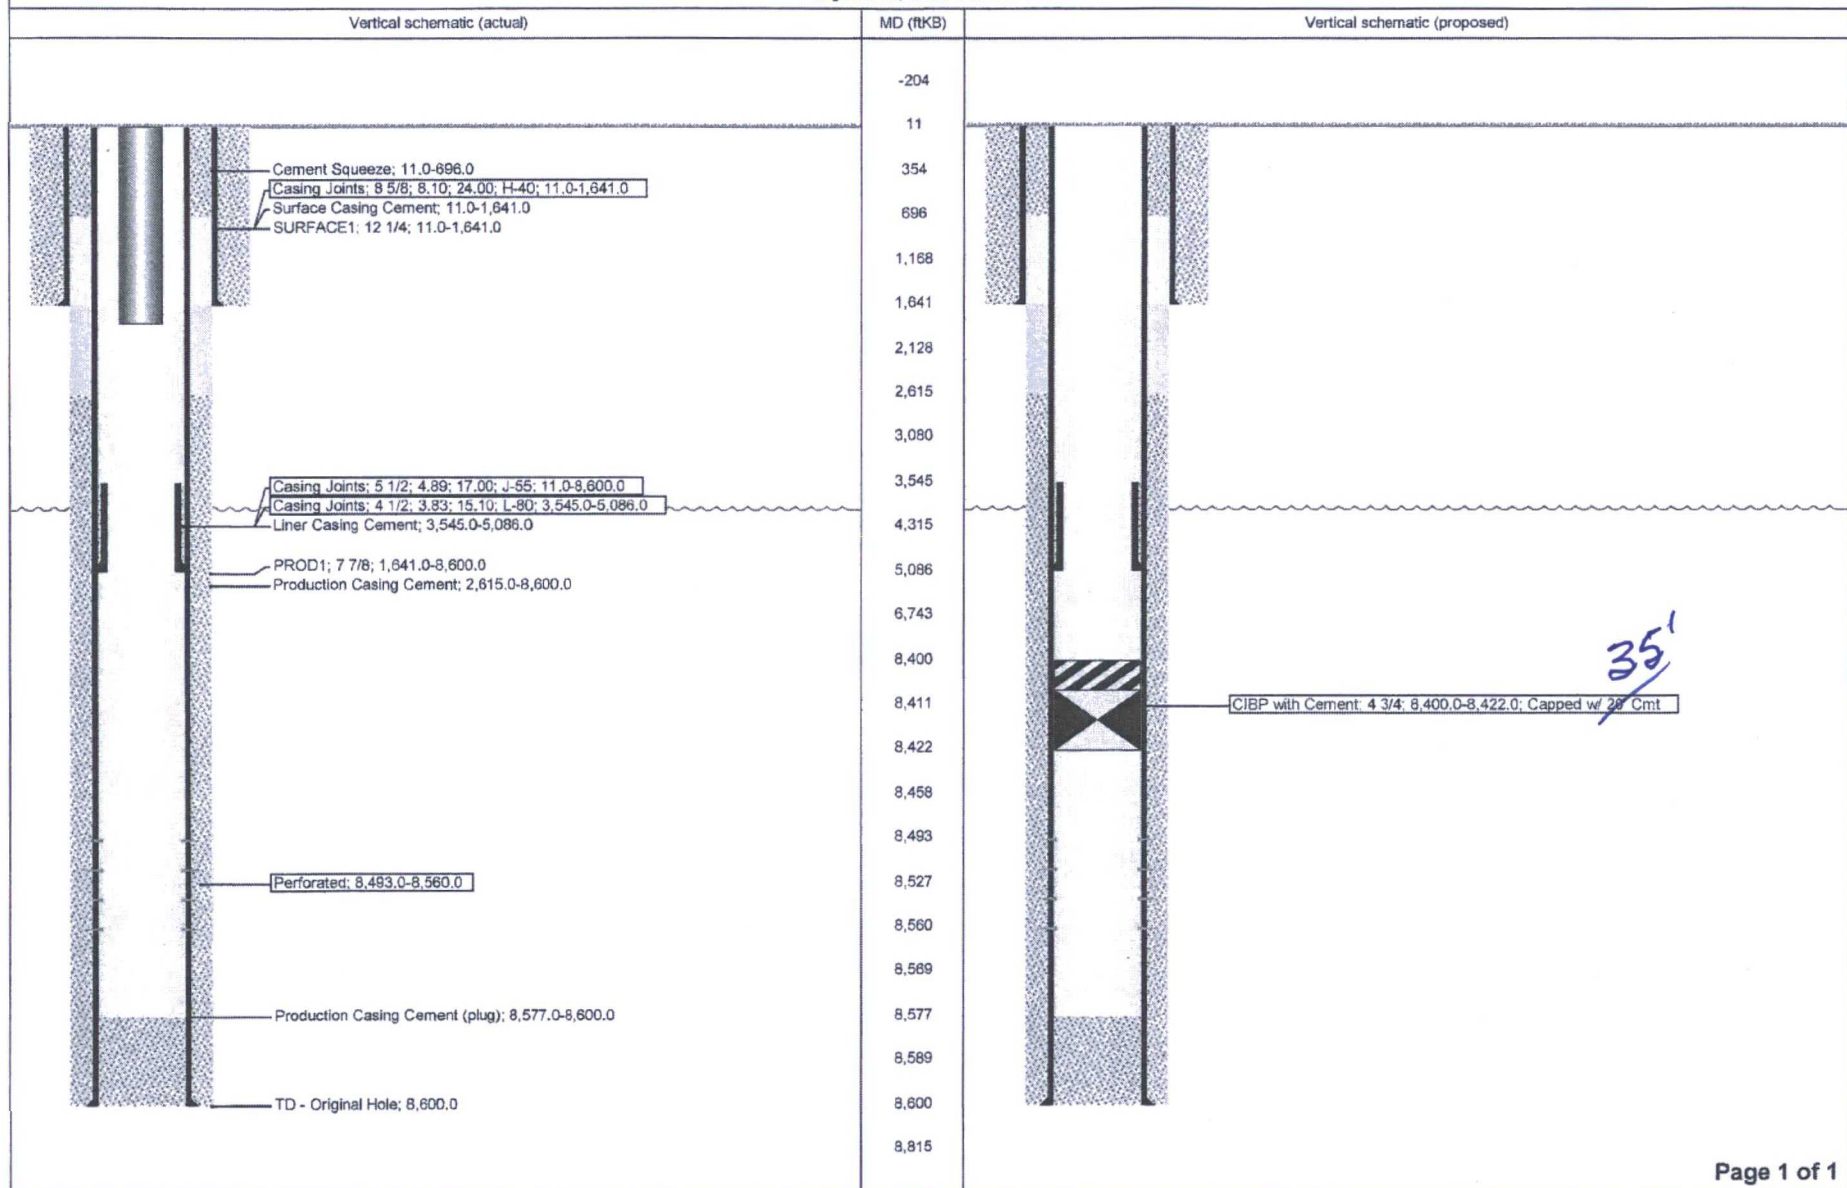 Vertical schematic (actual)
MD (ftKB)
Vertical schematic (proposed)
-204
11
354
696
1,168
1,641
2,128
2,615
3,080
3,545
4,315
5,086
6,743
8,400
8,411
8,422
8,458
8,493
8,527
8,560
8,569
8,577
8,589
8,600
8,815
Cement Squeeze; 11.0-696.0
Casing Joints; 8 5/8; 8.10; 24.00; H-40; 11.0-1,641.0
Surface Casing Cement; 11.0-1,641.0
SURFACE1; 12 1/4; 11.0-1,641.0
Casing Joints; 5 1/2; 4.89; 17.00; J-55; 11.0-8,600.0
Casing Joints; 4 1/2; 3.83; 15.10; L-80; 3,545.0-5,086.0
Liner Casing Cement; 3,545.0-5,086.0
PROD1; 7 7/8; 1,641.0-8,600.0
Production Casing Cement; 2,615.0-8,600.0
Perforated; 8,493.0-8,560.0
Production Casing Cement (plug); 8,577.0-8,600.0
TD - Original Hole; 8,600.0
35'
CIBP with Cement; 4 3/4; 8,400.0-8,422.0; Capped w/ Cmt
Page 1 of 1